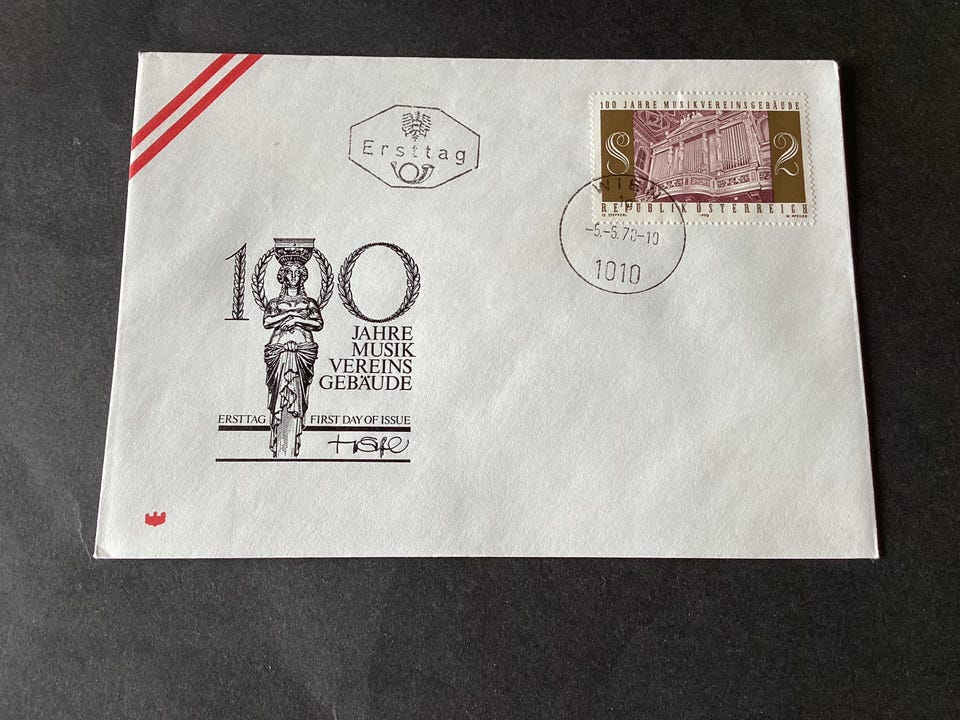 Ersttag
100 JAHRE MUSIKVEREINSGEBÄUDE
S 2
REPUBLIK ÖSTERREICH
1970
WIEN
-5.-6.70-10
1010
100
JAHRE
MUSIK
VEREINS
GEBÄUDE
ERSTTAG FIRST DAY OF ISSUE